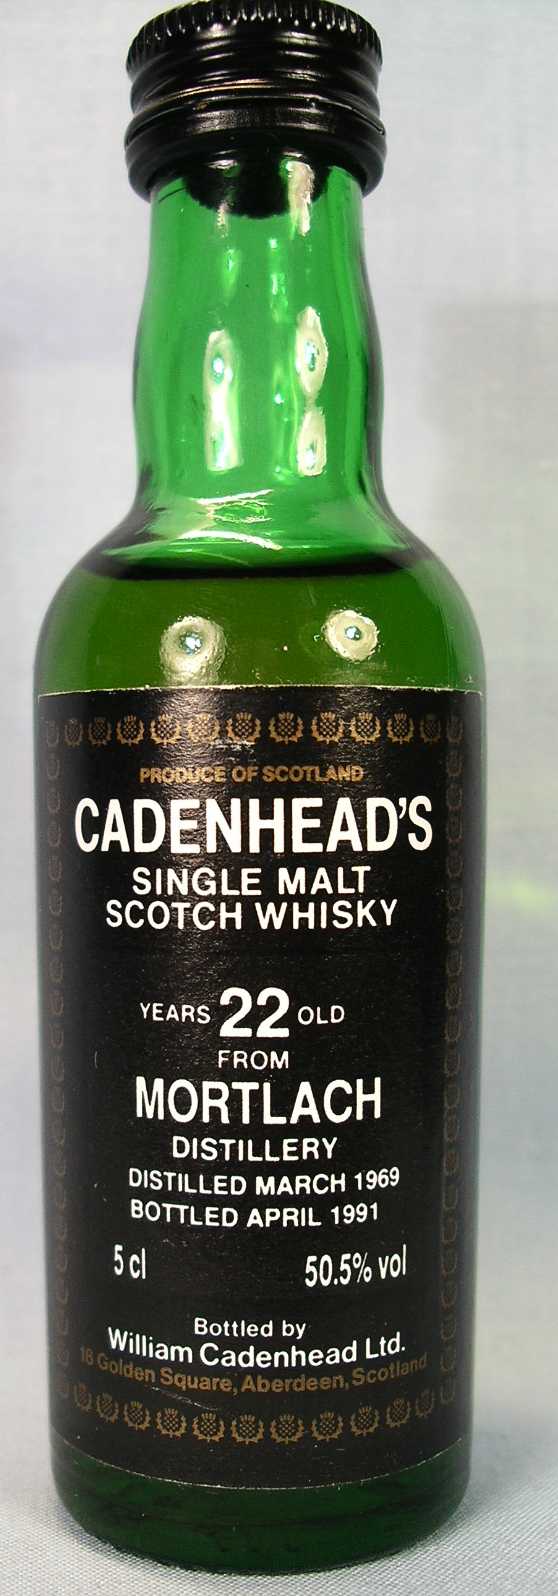 PRODUCE OF SCOTLAND
CADENHEAD'S
SINGLE MALT
SCOTCH WHISKY
YEARS 22 OLD
FROM
MORTLACH
DISTILLERY
DISTILLED MARCH 1969
BOTTLED APRIL 1991
5 cl 50.5% vol
Bottled by
William Cadenhead Ltd.
18 Golden Square, Aberdeen, Scotland